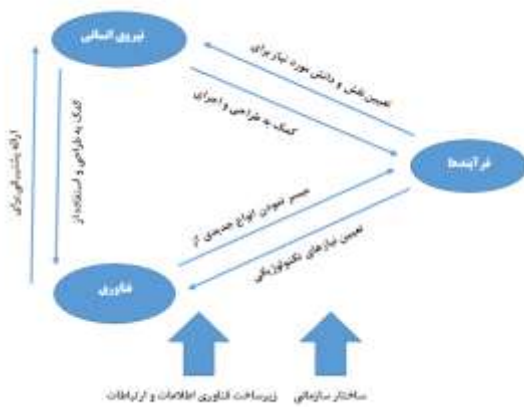 نیروی انسانی
تعیین نقش و دانش مورد نیاز برای
کمک به طراحی و اجرای
فرآیندها
ارائه پشتیبانی برای
کمک به طراحی و استفاده از
میسر نمودن انواع جدیدی از
تعیین نیازهای تکنولوژیکی
فناوری
ساختار سازمانی
زیرساخت فناوری اطلاعات و ارتباطات